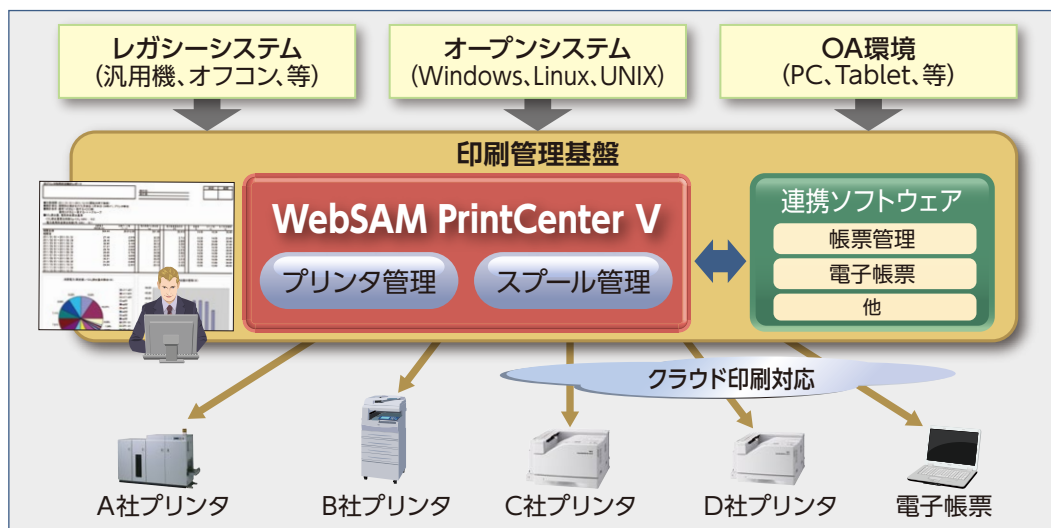 レガシーシステム
(汎用機、オフコン、等)
オープンシステム
(Windows、Linux、UNIX)
OA環境
(PC、Tablet、等)
印刷管理基盤
WebSAM PrintCenter V
プリンタ管理
スプール管理
連携ソフトウェア
帳票管理
電子帳票
他
クラウド印刷対応
A社プリンタ
B社プリンタ
C社プリンタ
D社プリンタ
電子帳票